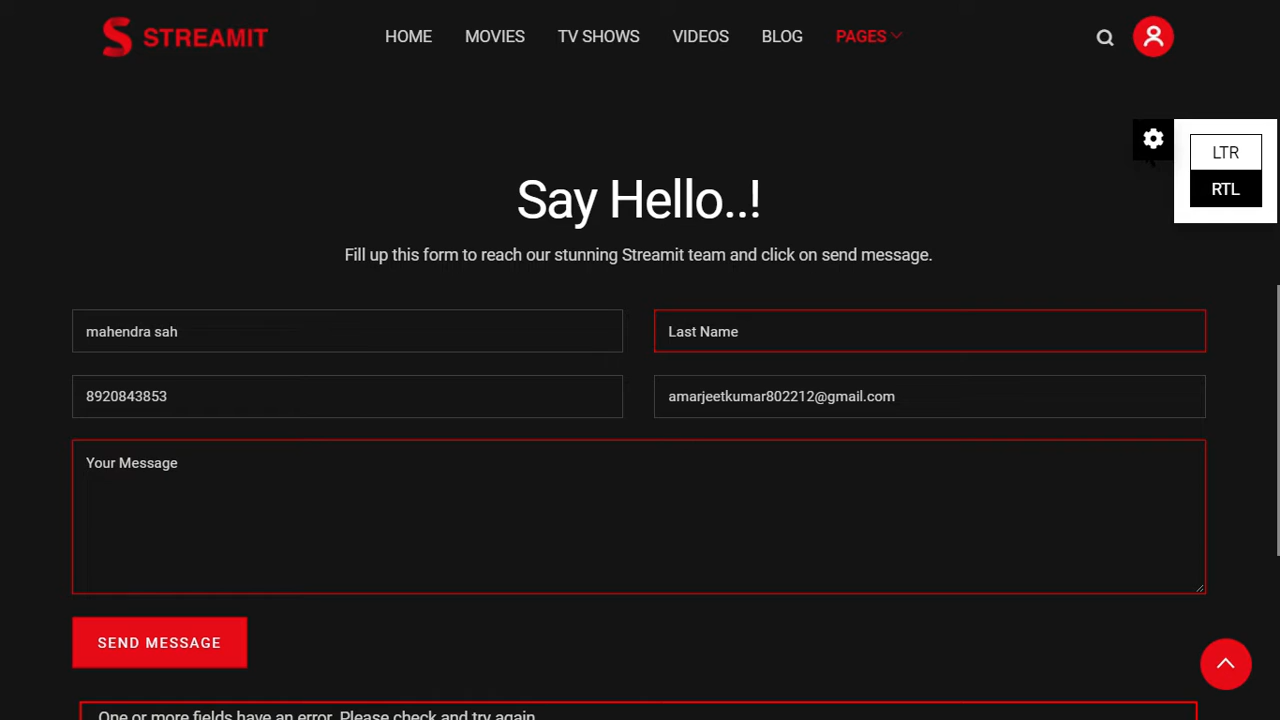 STREAMIT
HOME MOVIES TV SHOWS VIDEOS BLOG PAGES
LTR
RTL
Say Hello..!
Fill up this form to reach our stunning Streamit team and click on send message.
mahendra sah
Last Name
8920843853
amarjeetkumar802212@gmail.com
Your Message
SEND MESSAGE
One or more fields have an error. Please check and try again.